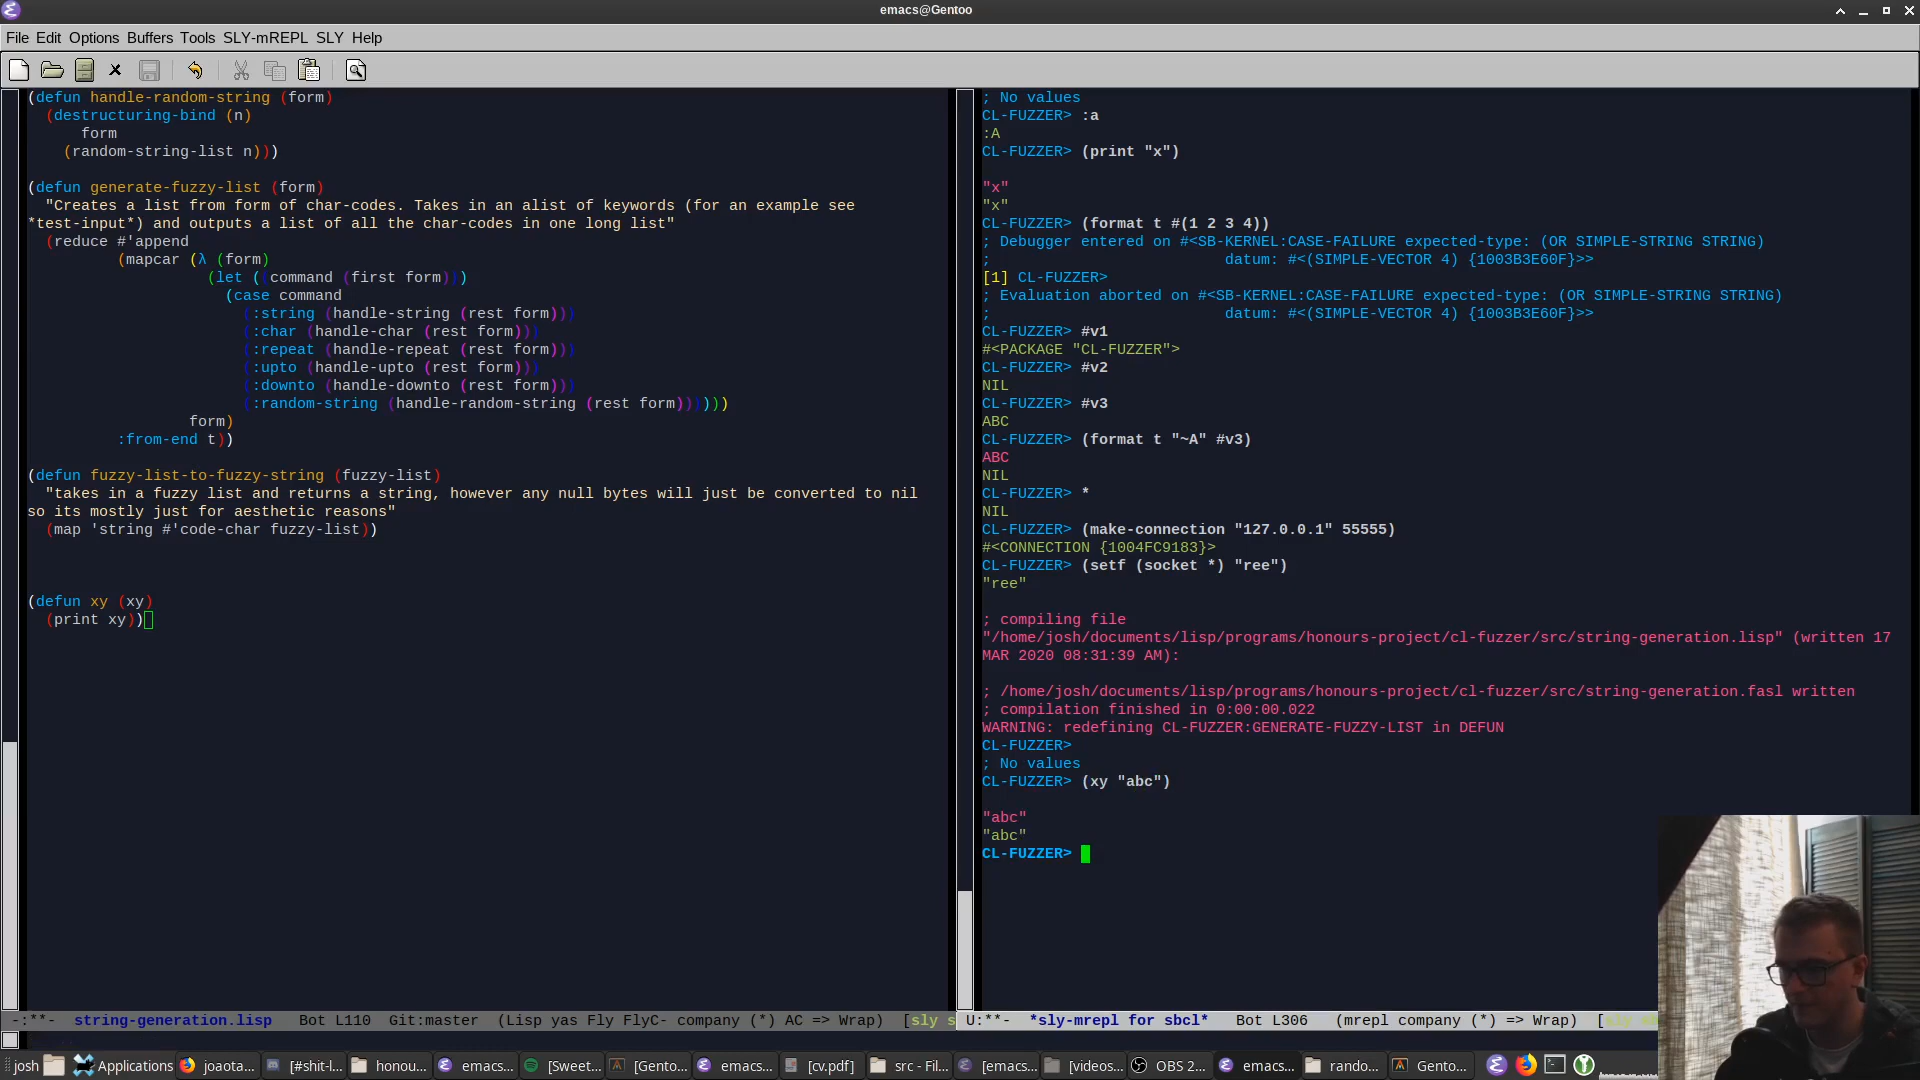 emacs@Gentoo
File Edit Options Buffers Tools SLY-mREPL SLY Help
(defun handle-random-string (form)
  (destructuring-bind (n)
      form
    (random-string-list n)))
(defun generate-fuzzy-list (form)
  "Creates a list from form of char-codes. Takes in an alist of keywords (for an example see
*test-input*) and outputs a list of all the char-codes in one long list"
  (reduce #'append
          (mapcar (λ (form)
                    (let ((command (first form)))
                      (case command
                        (:string (handle-string (rest form)))
                        (:char (handle-char (rest form)))
                        (:repeat (handle-repeat (rest form)))
                        (:upto (handle-upto (rest form)))
                        (:downto (handle-downto (rest form)))
                        (:random-string (handle-random-string (rest form))))))
                  form)
          :from-end t))
(defun fuzzy-list-to-fuzzy-string (fuzzy-list)
  "takes in a fuzzy list and returns a string, however any null bytes will just be converted to nil
so its mostly just for aesthetic reasons"
  (map 'string #'code-char fuzzy-list))
(defun xy (xy)
  (print xy))
-:**-  string-generation.lisp   Bot L110  Git:master  (Lisp yas Fly FlyC- company (*) AC => Wrap)  [sly s
; No values
CL-FUZZER> :a
:A
CL-FUZZER> (print "x")
"x"
"x"
CL-FUZZER> (format t #(1 2 3 4))
; Debugger entered on #<SB-KERNEL:CASE-FAILURE expected-type: (OR SIMPLE-STRING STRING)
;                          datum: #<(SIMPLE-VECTOR 4) {1003B3E60F}>>
[1] CL-FUZZER>
; Evaluation aborted on #<SB-KERNEL:CASE-FAILURE expected-type: (OR SIMPLE-STRING STRING)
;                          datum: #<(SIMPLE-VECTOR 4) {1003B3E60F}>>
CL-FUZZER> #v1
#<PACKAGE "CL-FUZZER">
CL-FUZZER> #v2
NIL
CL-FUZZER> #v3
ABC
CL-FUZZER> (format t "~A" #v3)
ABC
NIL
CL-FUZZER> *
NIL
CL-FUZZER> (make-connection "127.0.0.1" 55555)
#<CONNECTION {1004FC9183}>
CL-FUZZER> (setf (socket *) "ree")
"ree"
; compiling file
"/home/josh/documents/lisp/programs/honours-project/cl-fuzzer/src/string-generation.lisp" (written 17
MAR 2020 08:31:39 AM):
; /home/josh/documents/lisp/programs/honours-project/cl-fuzzer/src/string-generation.fasl written
; compilation finished in 0:00:00.022
WARNING: redefining CL-FUZZER:GENERATE-FUZZY-LIST in DEFUN
CL-FUZZER>
; No values
CL-FUZZER> (xy "abc")
"abc"
"abc"
CL-FUZZER>
U:**-  *sly-mrepl for sbcl*   Bot L306   (mrepl company (*) => Wrap)  [
josh Applications joaota... [#shit-l... honou... emacs... [Sweet... [Gento... emacs... [cv.pdf] src - Fil... [emacs... [videos... OBS 2... emacs... rando... Gento...